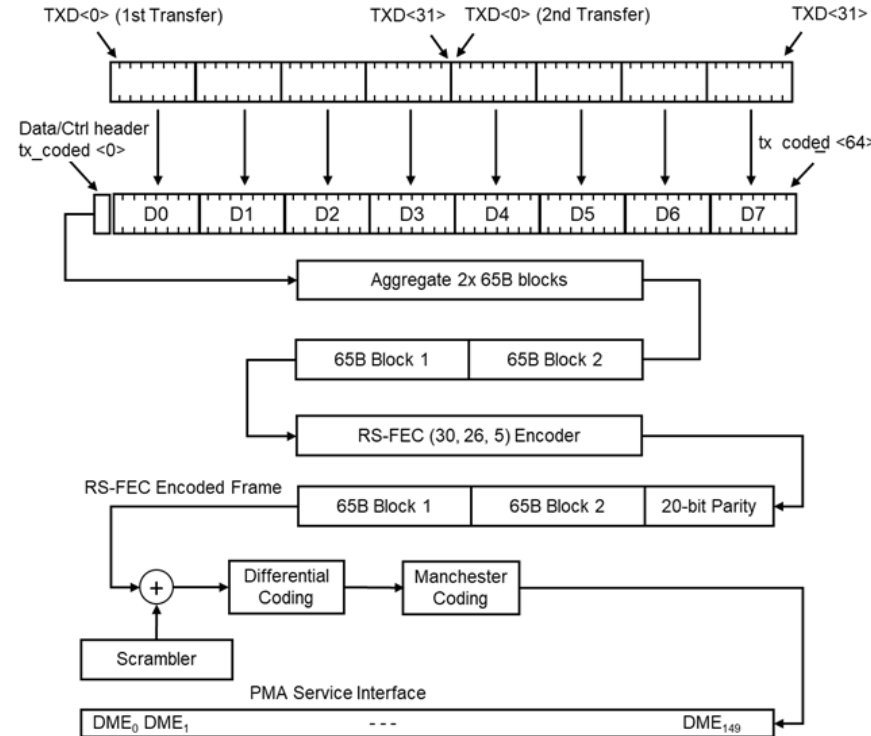 TXD<0> (1st Transfer) TXD<31> TXD<0> (2nd Transfer) TXD<31>
Data/Ctrl header
tx_coded <0>
tx_coded <64>
D0 D1 D2 D3 D4 D5 D6 D7
Aggregate 2x 65B blocks
65B Block 1 65B Block 2
RS-FEC (30, 26, 5) Encoder
RS-FEC Encoded Frame
65B Block 1 65B Block 2 20-bit Parity
+
Differential
Coding
Manchester
Coding
Scrambler
PMA Service Interface
DME₀ DME₁ - - - DME₁₄₉